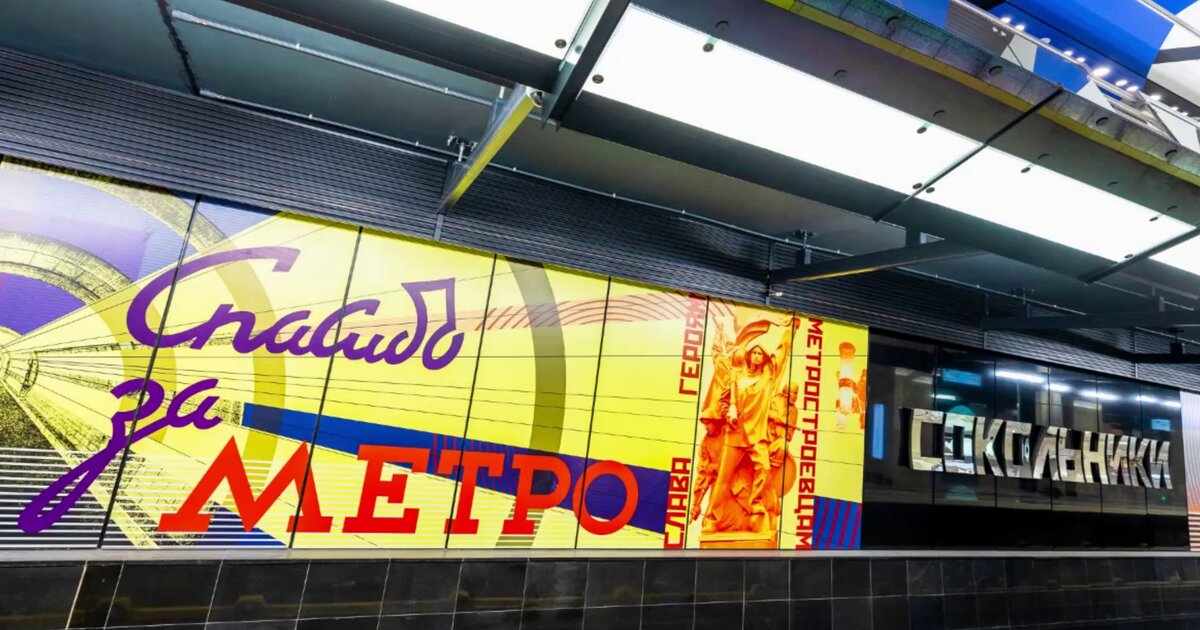 Спасибо
за
МЕТРО
СЛАВА ГЕРОЯМ
МЕТРОСТРОЕВЦАМ
СОКОЛЬНИКИ